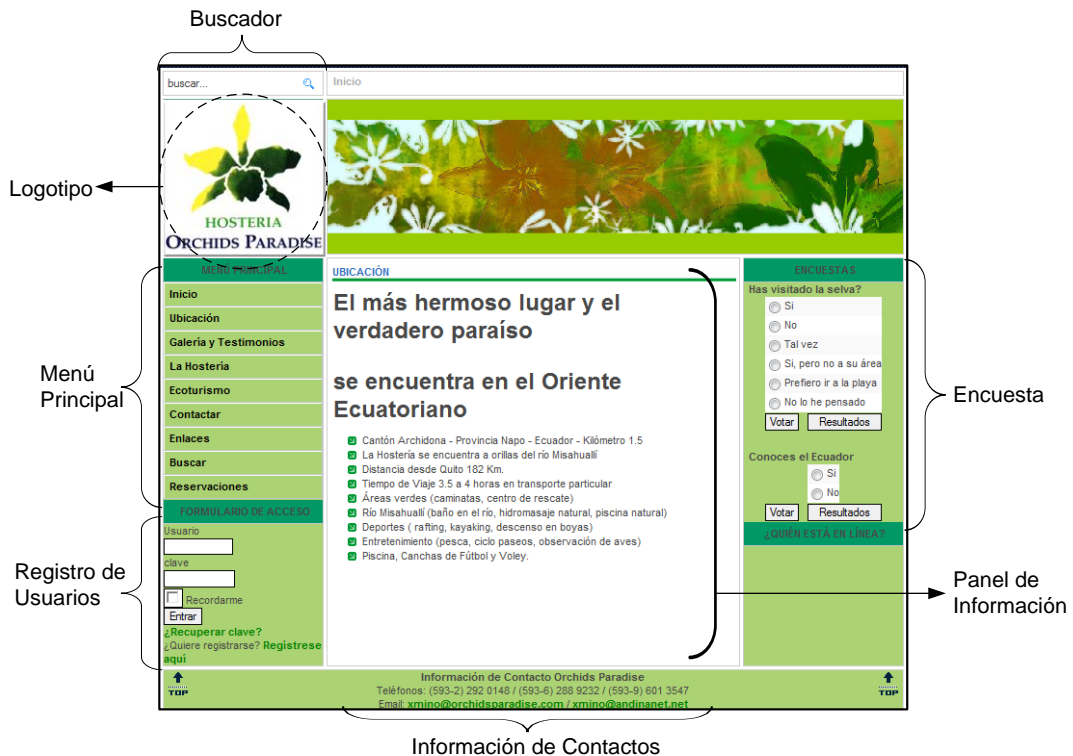 Buscador
buscar...
Inicio
Logotipo
HOSTERIA
ORCHIDS PARADISE
MENÚ PRINCIPAL
Inicio
Ubicación
Galería y Testimonios
La Hostería
Ecoturismo
Contactar
Enlaces
Buscar
Reservaciones
Menú
Principal
FORMULARIO DE ACCESO
Usuario
clave
Recordarme
Entrar
¿Recuperar clave?
¿Quiere registrarse? Regístrese
aquí
Registro de
Usuarios
UBICACIÓN
El más hermoso lugar y el
verdadero paraíso
se encuentra en el Oriente
Ecuatoriano
Cantón Archidona - Provincia Napo - Ecuador - Kilómetro 1.5
La Hostería se encuentra a orillas del río Misahuallí
Distancia desde Quito 182 Km.
Tiempo de Viaje 3.5 a 4 horas en transporte particular
Áreas verdes (caminatas, centro de rescate)
Río Misahuallí (baño en el río, hidromasaje natural, piscina natural)
Deportes ( rafting, kayaking, descenso en boyas)
Entretenimiento (pesca, ciclo paseos, observación de aves)
Piscina, Canchas de Fútbol y Voley.
ENCUESTAS
Has visitado la selva?
Si
No
Tal vez
Si, pero no a su área
Prefiero ir a la playa
No lo he pensado
Votar Resultados
Conoces el Ecuador
Si
No
Votar Resultados
¿QUIÉN ESTÁ EN LÍNEA?
Encuesta
Panel de
Información
TOP
Información de Contacto Orchids Paradise
Teléfonos: (593-2) 292 0148 / (593-6) 288 9232 / (593-9) 601 3547
Email: xmino@orchidsparadise.com / xmino@andinanet.net
TOP
Información de Contactos